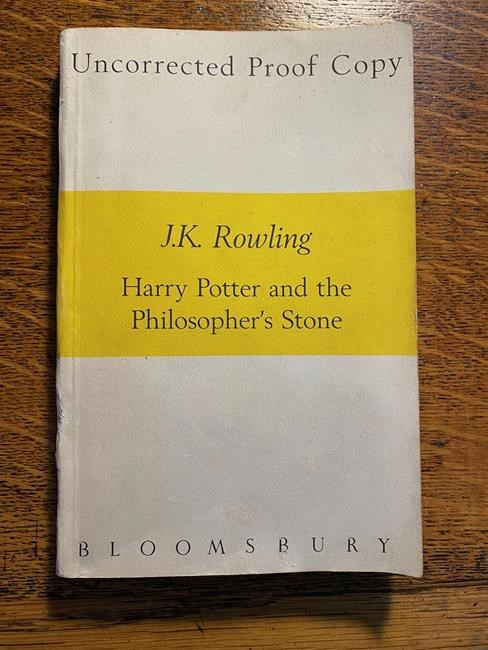 Uncorrected Proof Copy
J.K. Rowling
Harry Potter and the
Philosopher's Stone
BLOOMSBURY